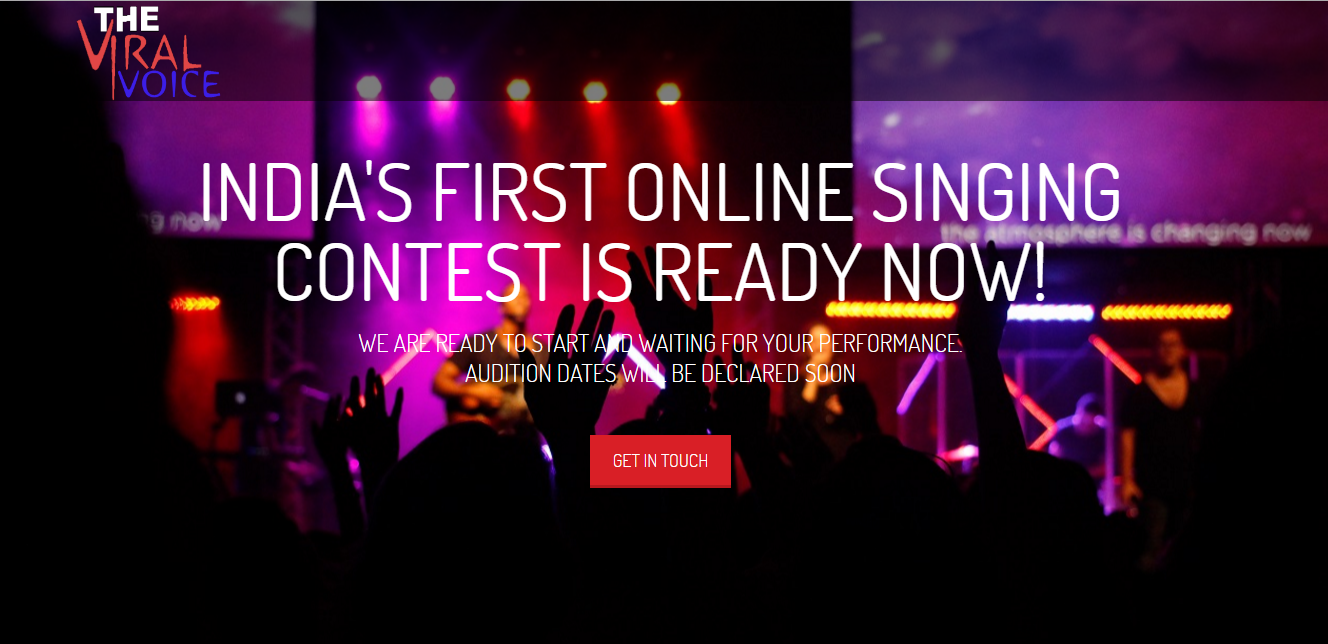 THE
VIRAL
VOICE
INDIA'S FIRST ONLINE SINGING
CONTEST IS READY NOW!
ng now
the atmosphere is changing now
WE ARE READY TO START AND WAITING FOR YOUR PERFORMANCE.
AUDITION DATES WILL BE DECLARED SOON
GET IN TOUCH